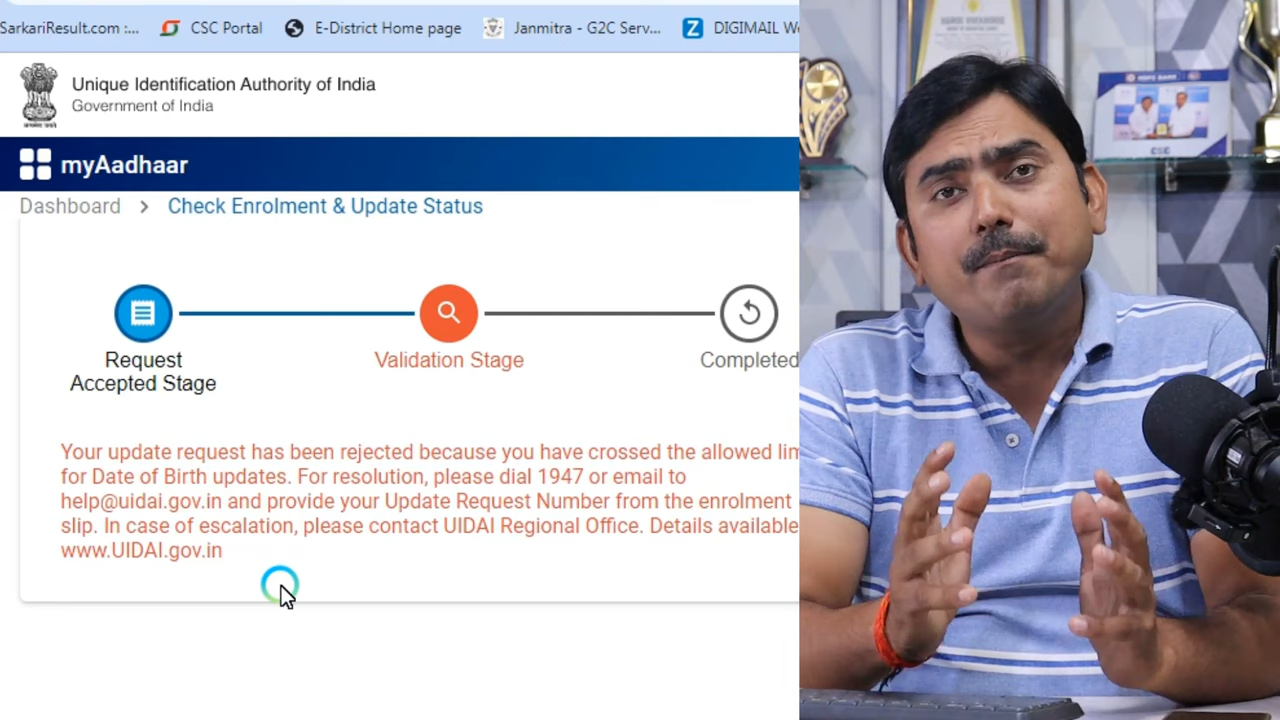 SarkariResult.com :...
CSC Portal
E-District Home page
Janmitra - G2C Serv...
Z
DIGIMAIL
Unique Identification Authority of India
Government of India
myAadhaar
Dashboard > Check Enrolment & Update Status
Request
Accepted Stage
Validation Stage
Completed
Your update request has been rejected because you have crossed the allowed
for Date of Birth updates. For resolution, please dial 1947 or email to
help@uidai.gov.in and provide your Update Request Number from the enrolment
slip. In case of escalation, please contact UIDAI Regional Office. Details available
www.UIDAI.gov.in
HDFC BANK
CSC